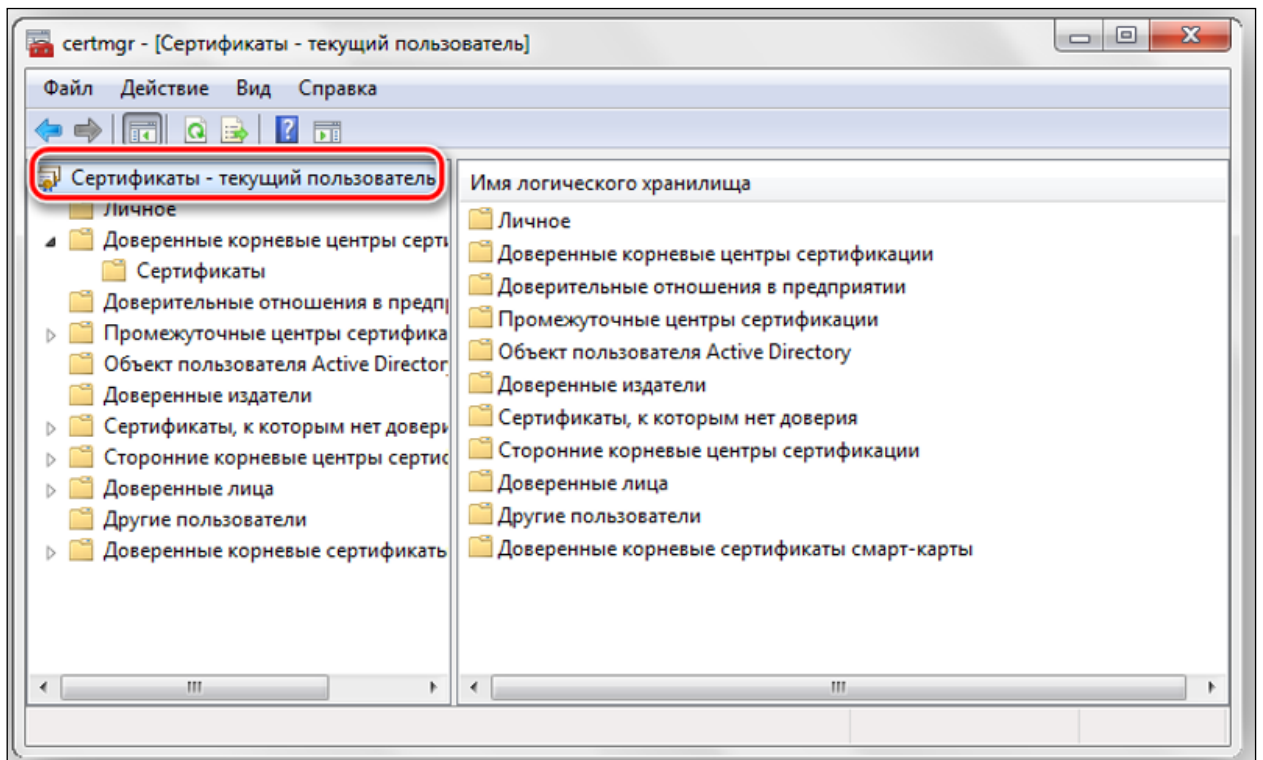 certmgr - [Сертификаты - текущий пользователь]
Файл Действие Вид Справка
Сертификаты - текущий пользователь
Личное
Доверенные корневые центры серти
Сертификаты
Доверительные отношения в предп
Промежуточные центры сертифика
Объект пользователя Active Director
Доверенные издатели
Сертификаты, к которым нет довери
Сторонние корневые центры сертис
Доверенные лица
Другие пользователи
Доверенные корневые сертификать
Имя логического хранилища
Личное
Доверенные корневые центры сертификации
Доверительные отношения в предприятии
Промежуточные центры сертификации
Объект пользователя Active Directory
Доверенные издатели
Сертификаты, к которым нет доверия
Сторонние корневые центры сертификации
Доверенные лица
Другие пользователи
Доверенные корневые сертификаты смарт-карты